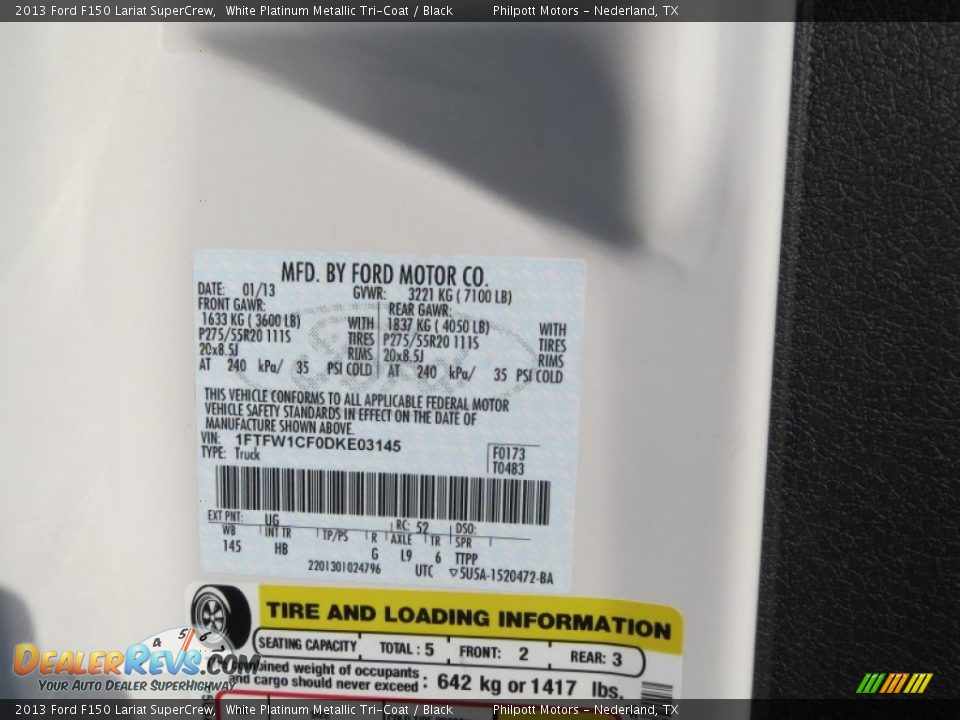 2013 Ford F150 Lariat SuperCrew, White Platinum Metallic Tri-Coat / Black Philpott Motors - Nederland, TX
MFD. BY FORD MOTOR CO.
DATE: 01/13 GVWR: 3221 KG ( 7100 LB)
FRONT GAWR: REAR GAWR:
1633 KG ( 3600 LB) WITH 1837 KG ( 4050 LB) WITH
P275/55R20 111S TIRES P275/55R20 111S TIRES
20x8.5J RIMS 20x8.5J RIMS
AT 240 kPa/ 35 PSI COLD AT 240 kPa/ 35 PSI COLD
THIS VEHICLE CONFORMS TO ALL APPLICABLE FEDERAL MOTOR
VEHICLE SAFETY STANDARDS IN EFFECT ON THE DATE OF
MANUFACTURE SHOWN ABOVE.
VIN: 1FTFW1CF0DKE03145 F0173
TYPE: Truck T0483
EXT PNT: UG RC: 52 DSO:
WB INT TR TP/PS R AXLE TR SPR
145 HB G L9 6 TTPP
2201301024796 UTC ▽5U5A-1520472-BA
TIRE AND LOADING INFORMATION
SEATING CAPACITY TOTAL : 5 FRONT: 2 REAR: 3
bined weight of occupants
and cargo should never exceed : 642 kg or 1417 lbs.
4 5 6
DEALERREVS.COM
YOUR AUTO DEALER SUPERHIGHWAY
2013 Ford F150 Lariat SuperCrew, White Platinum Metallic Tri-Coat / Black Philpott Motors - Nederland, TX